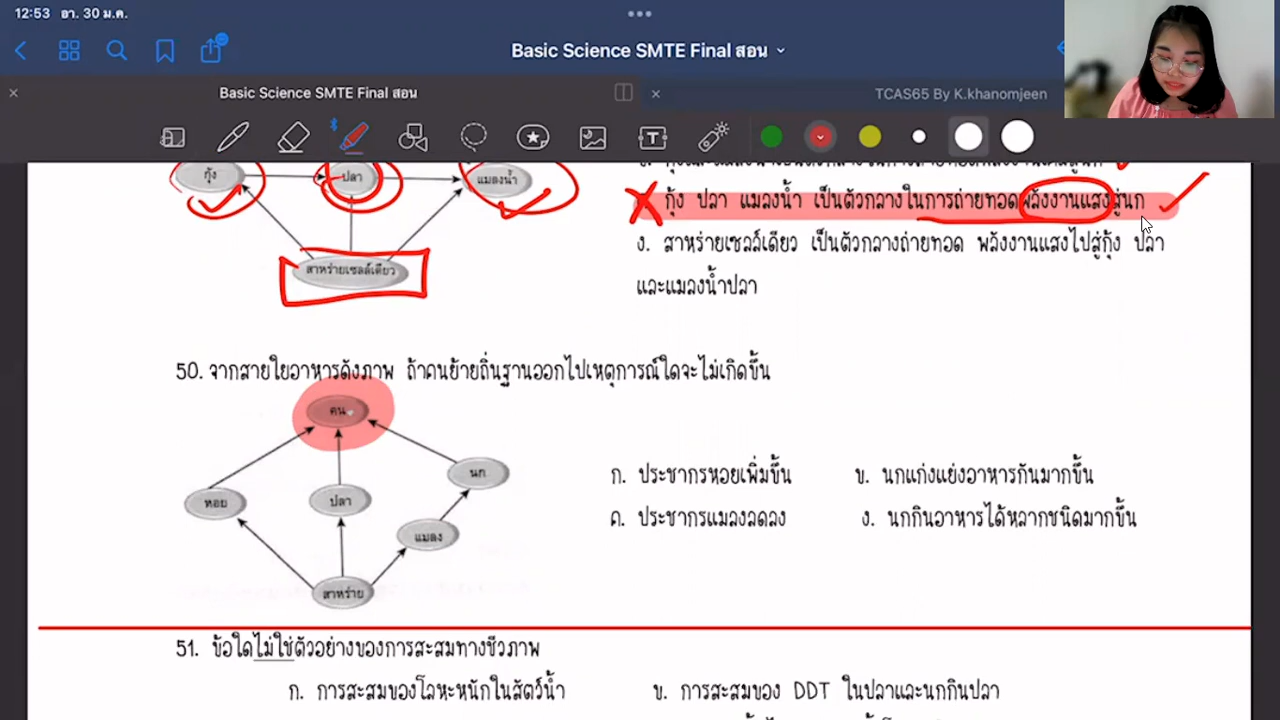 12:53 อา. 30 ม.ค.
Basic Science SMTE Final สอน
Basic Science SMTE Final สอน
TCAS65 By K.khanomjeen
กุ้ง
ปลา
แมลงน้ำ
สาหร่ายเซลล์เดียว
กุ้ง ปลา แมลงน้ำ เป็นตัวกลางในการถ่ายทอดพลังงานแสงสู่นก
ง. สาหร่ายเซลล์เดียว เป็นตัวกลางถ่ายทอด พลังงานแสงไปสู่กุ้ง ปลา
และแมลงน้ำปลา
50. จากสายใยอาหารดังภาพ ถ้าคนย้ายถิ่นฐานออกไปเหตุการณ์ใดจะไม่เกิดขึ้น
คน
นก
หอย
ปลา
แมลง
สาหร่าย
ก. ประชากรหอยเพิ่มขึ้น
ข. นกแก่งแย่งอาหารกันมากขึ้น
ค. ประชากรแมลงลดลง
ง. นกกินอาหารได้หลากชนิดมากขึ้น
51. ข้อใดไม่ใช่ตัวอย่างของการสะสมทางชีวภาพ
ก. การสะสมของโลหะหนักในสัตว์น้ำ
ข. การสะสมของ DDT ในปลาและนกกินปลา